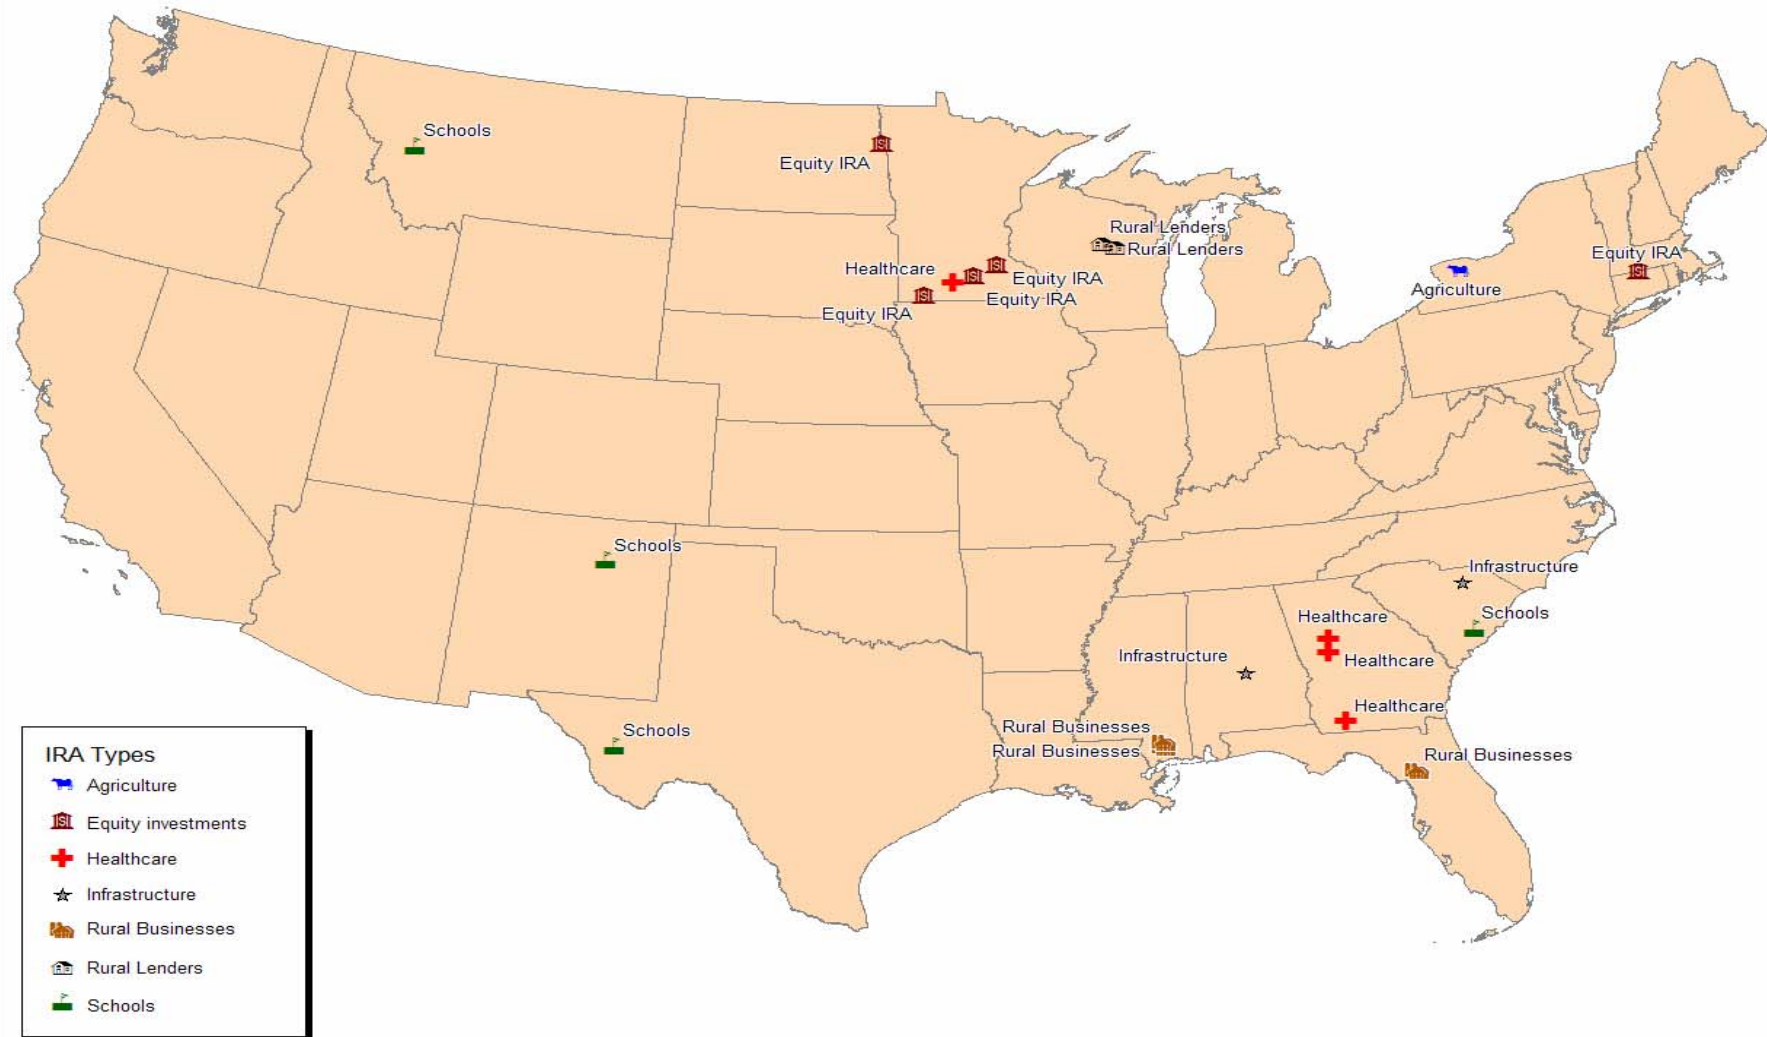 Schools
Equity IRA
Rural Lenders
Rural Lenders
Equity IRA
Healthcare
Equity IRA
Agriculture
Equity IRA
Equity IRA
Schools
Infrastructure
Schools
Healthcare
Infrastructure
Healthcare
Healthcare
Schools
Rural Businesses
Rural Businesses
Rural Businesses
IRA Types
Agriculture
Equity investments
Healthcare
Infrastructure
Rural Businesses
Rural Lenders
Schools